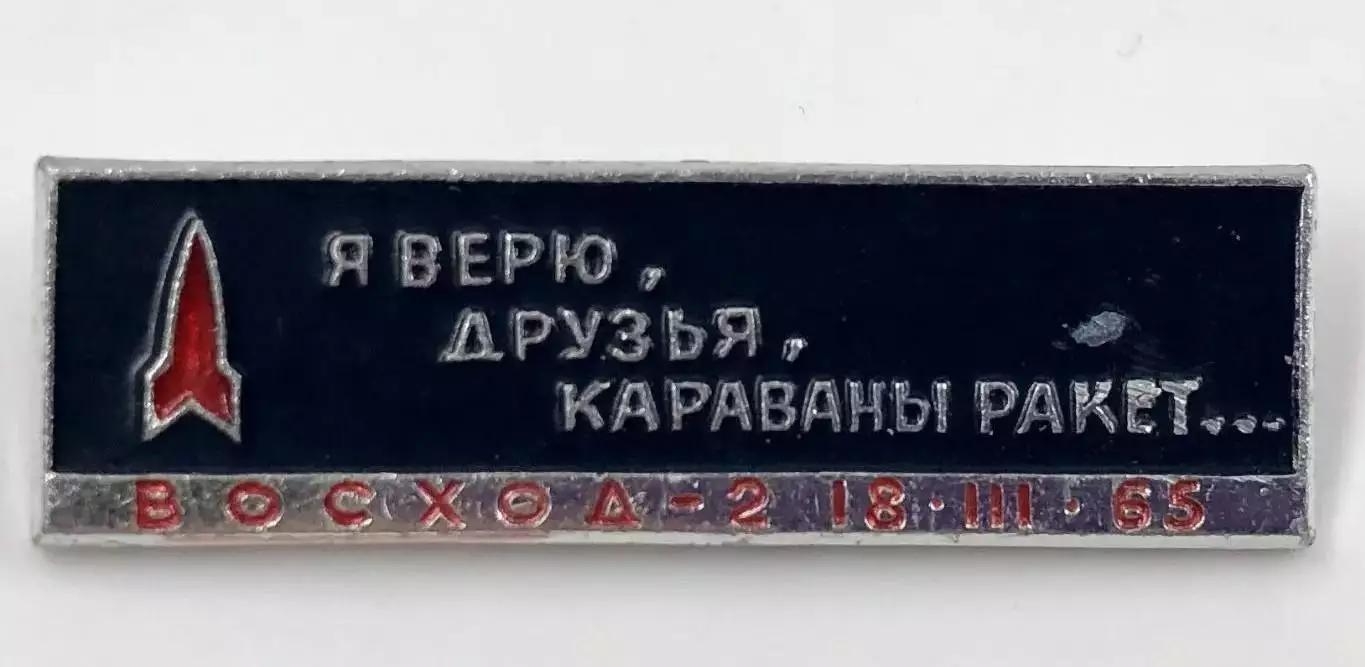 Я ВЕРЮ,
ДРУЗЬЯ,
КАРАВАНЫ РАКЕТ...
ВОСХОД-2 18·III·65